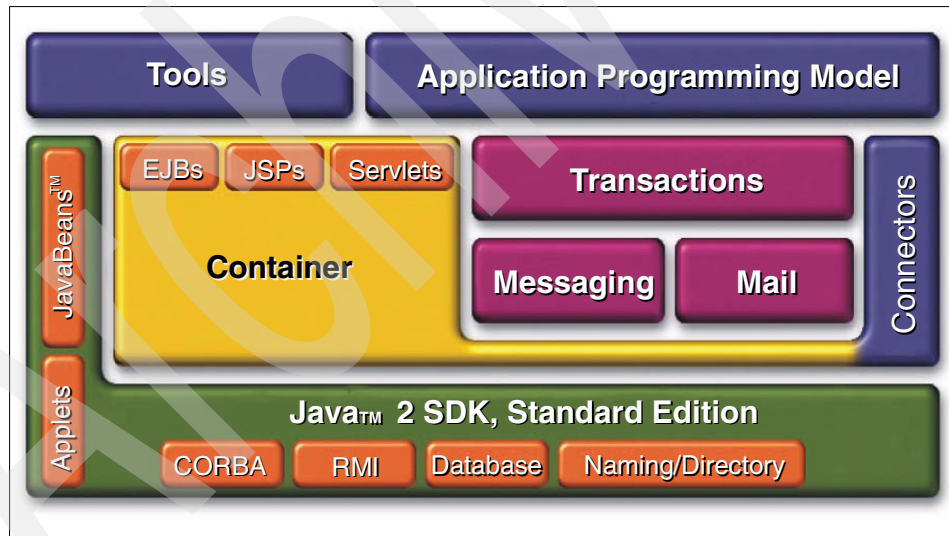 Tools
Application Programming Model
EJBs
JSPs
Servlets
Transactions
JavaBeans™
Container
Messaging
Mail
Connectors
Applets
Java™ 2 SDK, Standard Edition
CORBA
RMI
Database
Naming/Directory